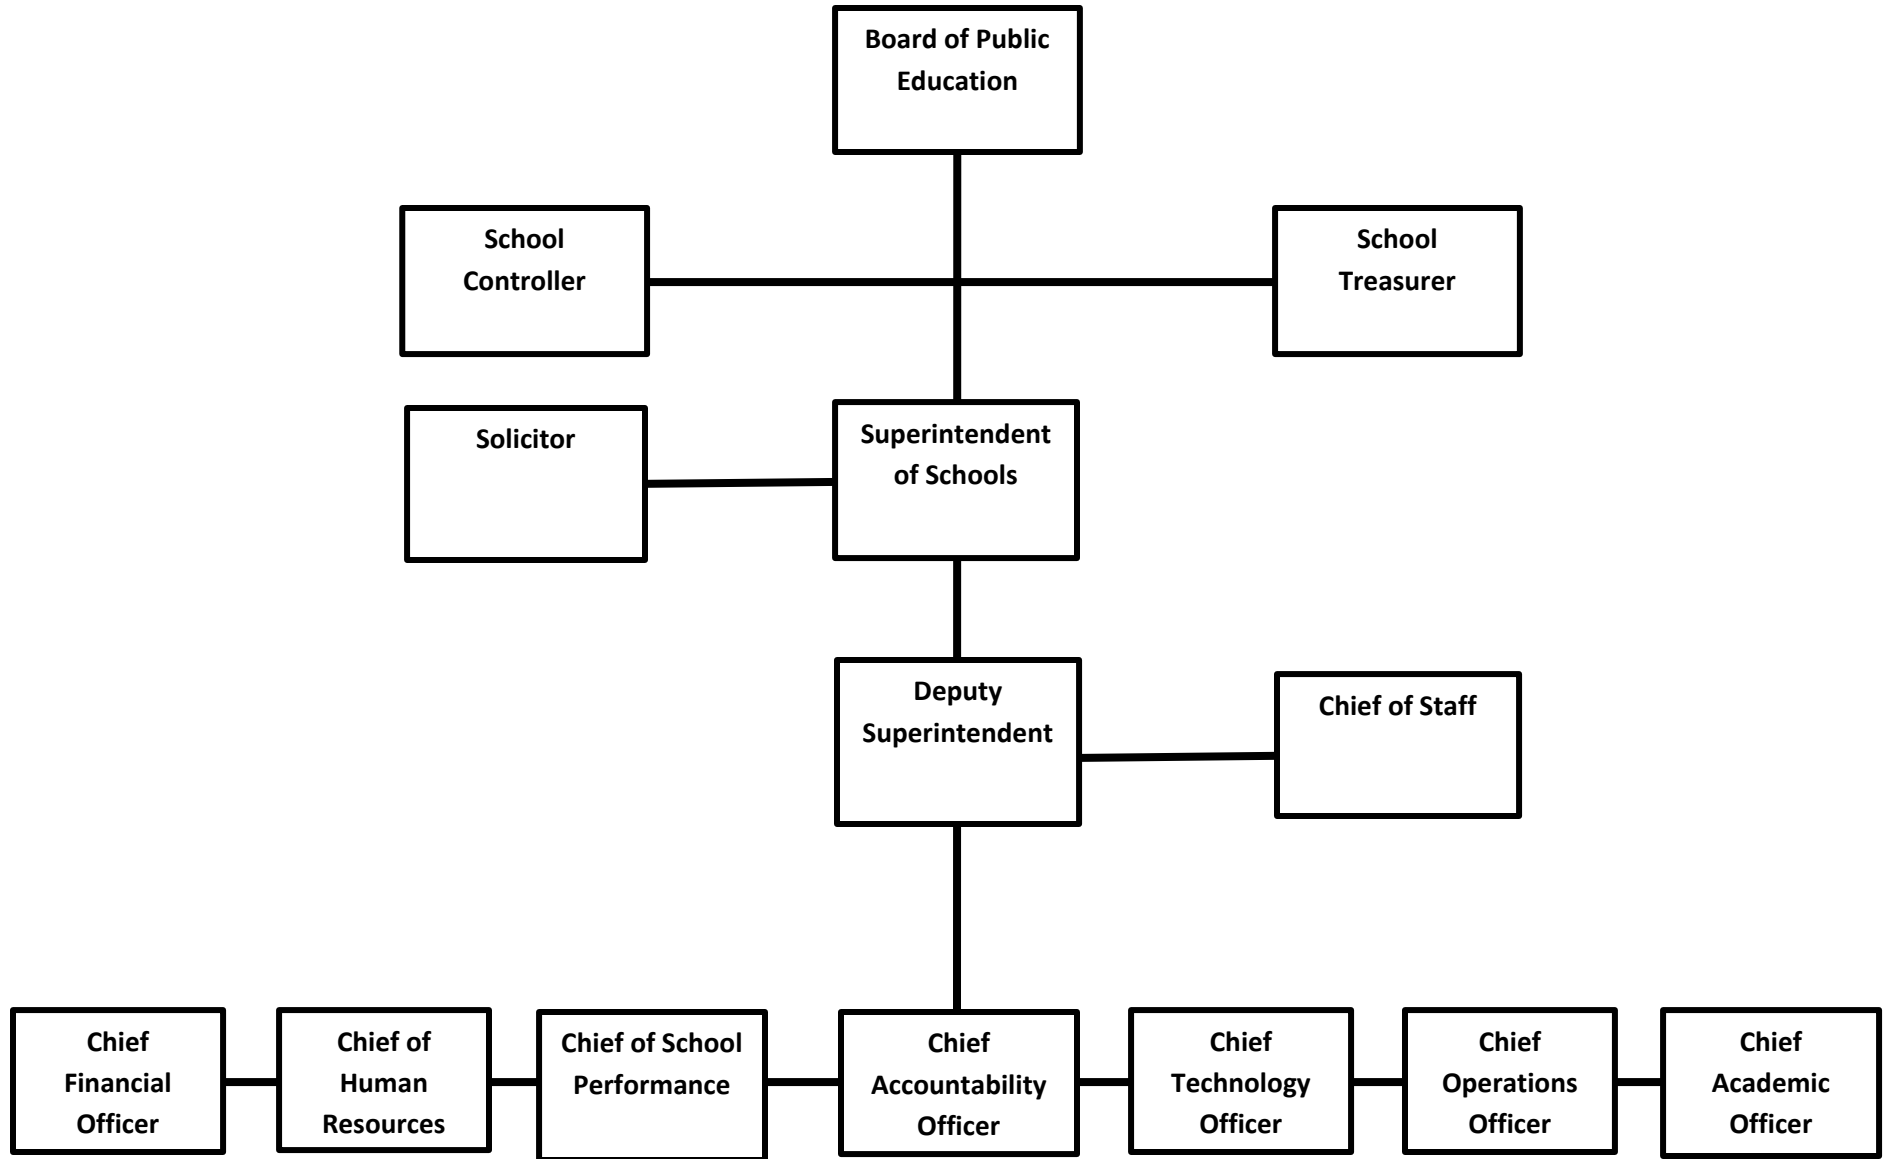 Board of Public
Education
School
Controller
School
Treasurer
Solicitor
Superintendent
of Schools
Deputy
Superintendent
Chief of Staff
Chief
Financial
Officer
Chief of
Human
Resources
Chief of School
Performance
Chief
Accountability
Officer
Chief
Technology
Officer
Chief
Operations
Officer
Chief
Academic
Officer